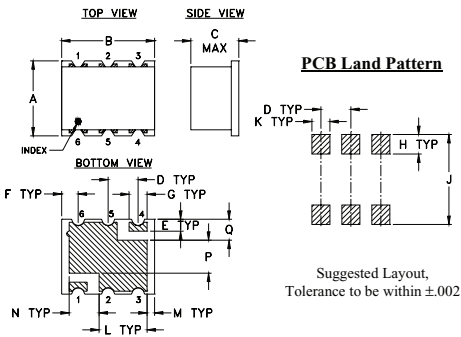 TOP VIEW
SIDE VIEW
B
C
MAX
1 2 3
A
INDEX
6 5 4
PCB Land Pattern
D TYP
K TYP
H TYP
J
BOTTOM VIEW
F TYP
D TYP
G TYP
6 5 4
E TYP
Q
P
1 2 3
N TYP
M TYP
L TYP
Suggested Layout,
Tolerance to be within ±.002